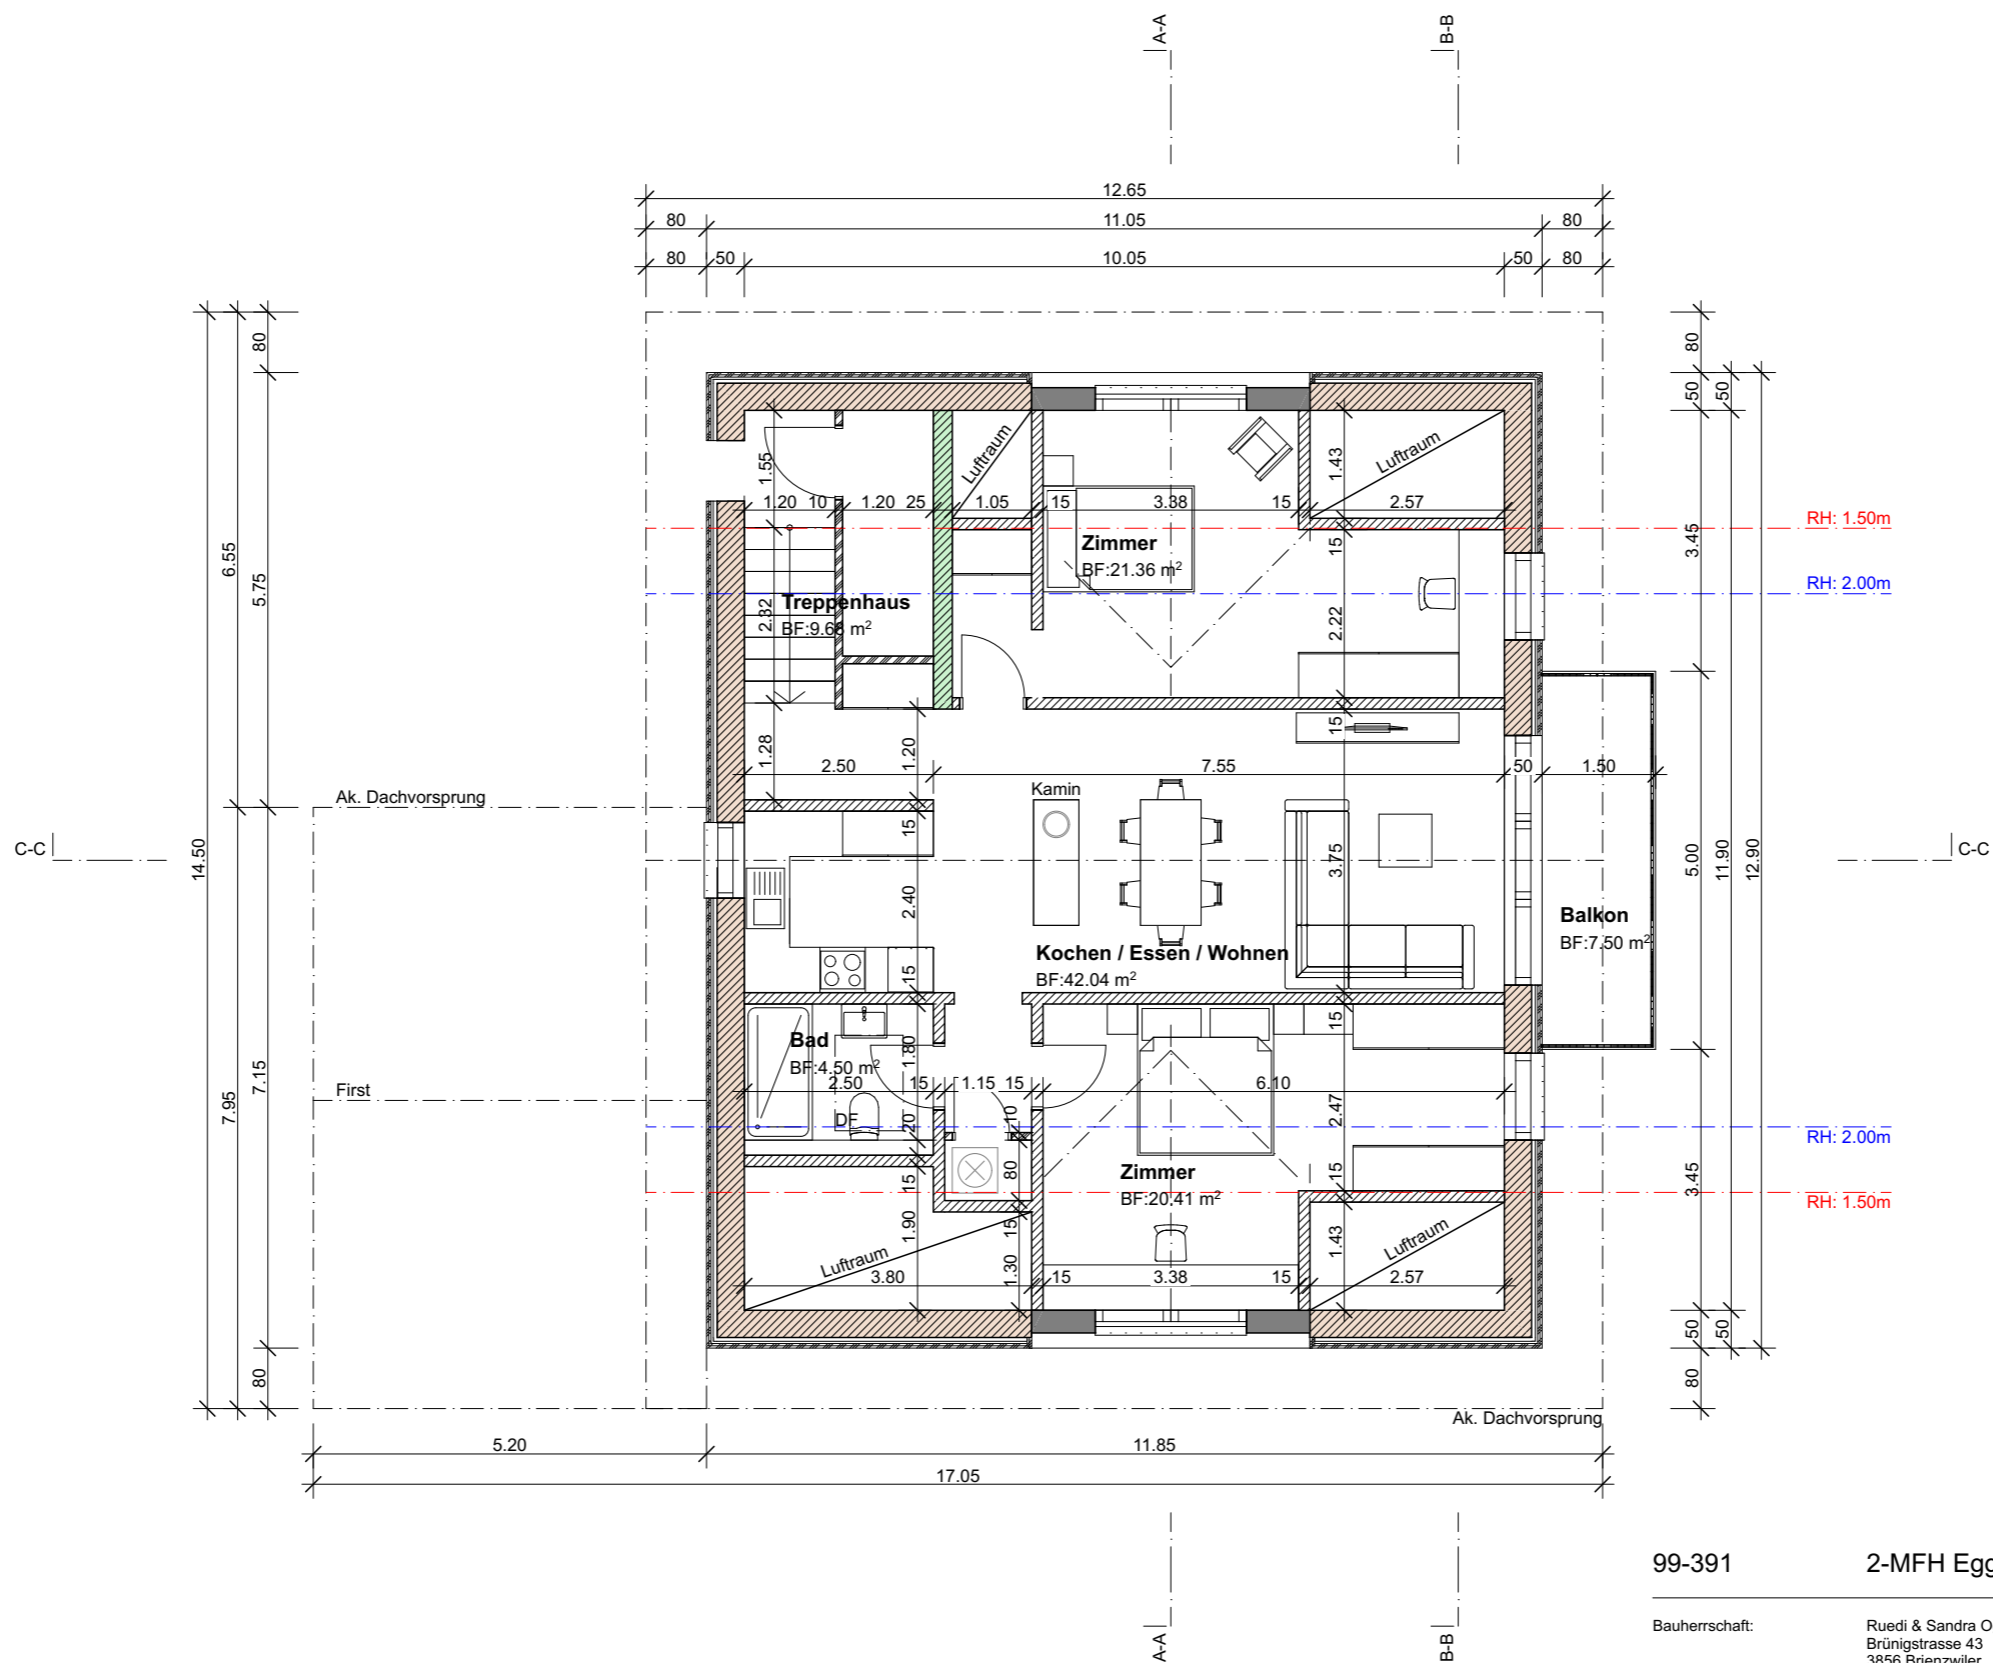 A-A
B-B
12.65
80
11.05
80
80
50
10.05
50
80
80
80
50
50
6.55
5.75
3.45
1.55
Luftraum
1.43
Luftraum
1.20
10
1.20
25
1.05
15
3.38
15
2.57
RH: 1.50m
Zimmer
BF:21.36 m²
15
RH: 2.00m
Treppenhaus
BF:9.68 m²
2.32
2.22
1.28
1.20
15
2.50
7.55
50
1.50
Ak. Dachvorsprung
Kamin
15
C-C
14.50
2.40
3.75
5.00
11.90
12.90
C-C
Balkon
BF:7.50 m²
Kochen / Essen / Wohnen
BF:42.04 m²
15
15
Bad
BF:4.50 m²
1.80
First
7.95
7.15
2.50
15
1.15
15
6.10
DF
20
10
2.47
RH: 2.00m
Zimmer
BF:20.41 m²
15
80
15
3.45
RH: 1.50m
1.90
15
1.30
1.43
Luftraum
Luftraum
3.80
15
3.38
15
2.57
50
50
80
80
Ak. Dachvorsprung
5.20
11.85
17.05
A-A
B-B
99-391
2-MFH Egg
Bauherrschaft:
Ruedi & Sandra O
Brünigstrasse 43
3856 Brienzwiler